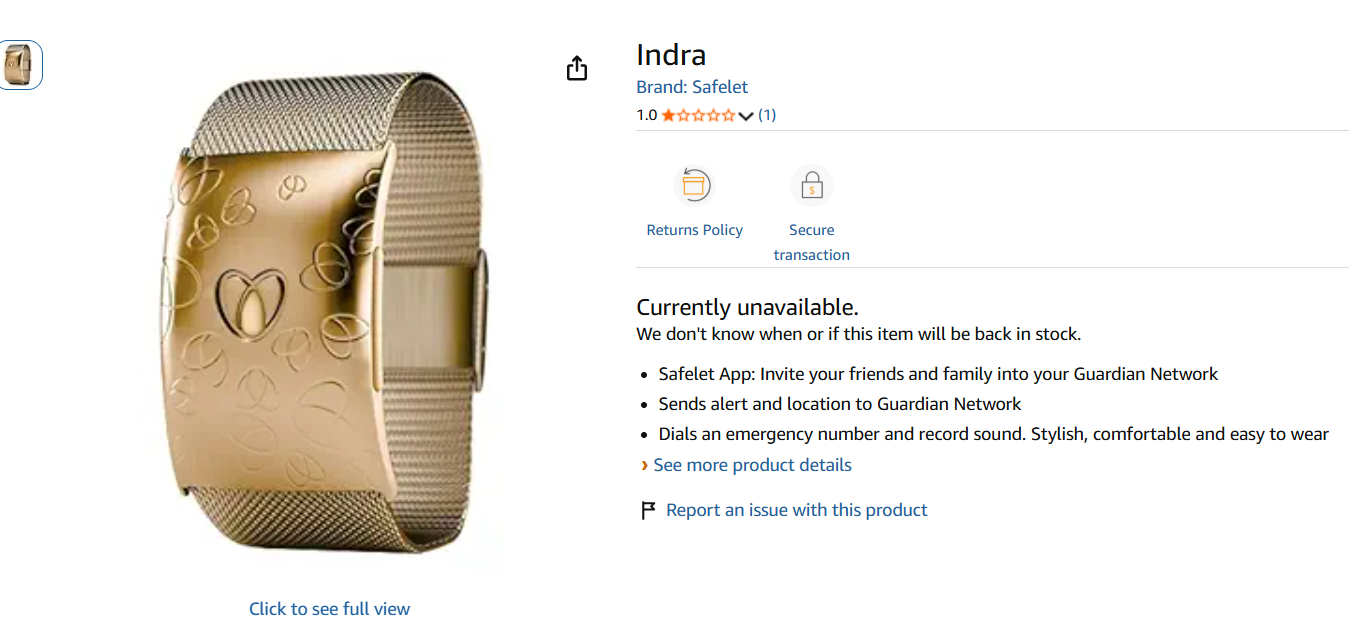 Indra
Brand: Safelet
1.0 (1)
Returns Policy
Secure
transaction
$
Currently unavailable.
We don't know when or if this item will be back in stock.
Safelet App: Invite your friends and family into your Guardian Network
Sends alert and location to Guardian Network
Dials an emergency number and record sound. Stylish, comfortable and easy to wear
› See more product details
Report an issue with this product
Click to see full view